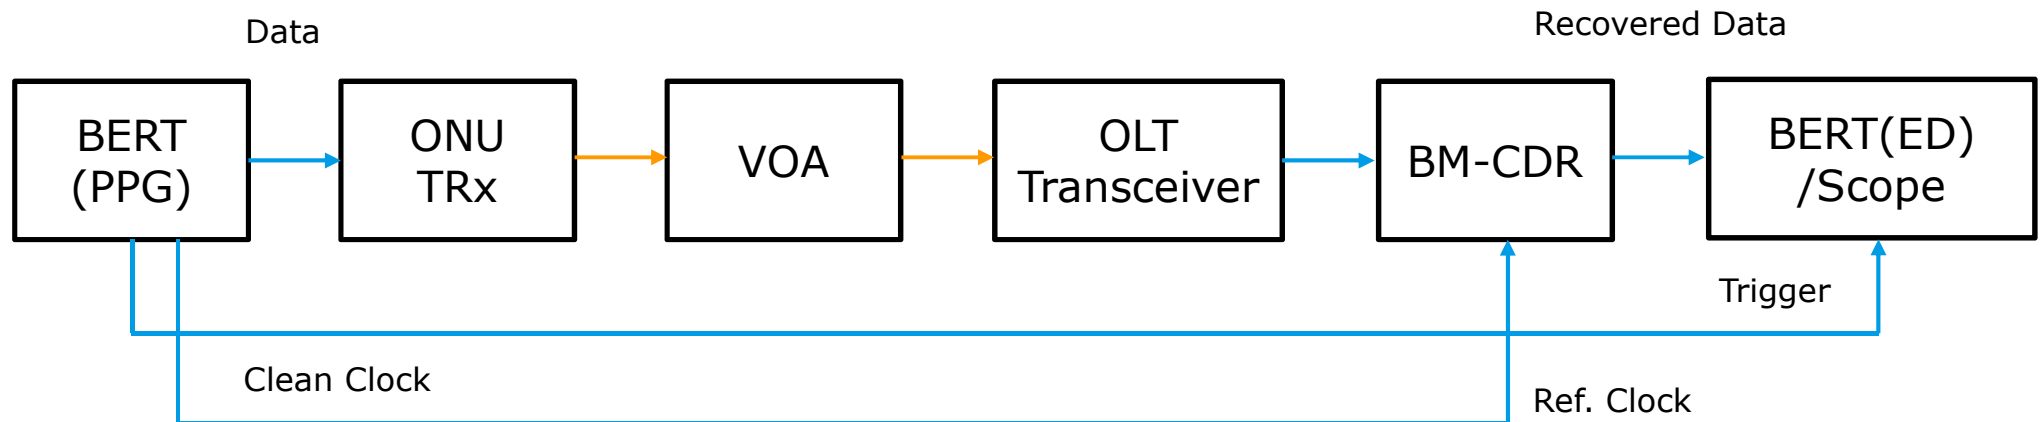 Data
Recovered Data
BERT
(PPG)
ONU
TRx
VOA
OLT
Transceiver
BM-CDR
BERT(ED)
/Scope
Trigger
Clean Clock
Ref. Clock